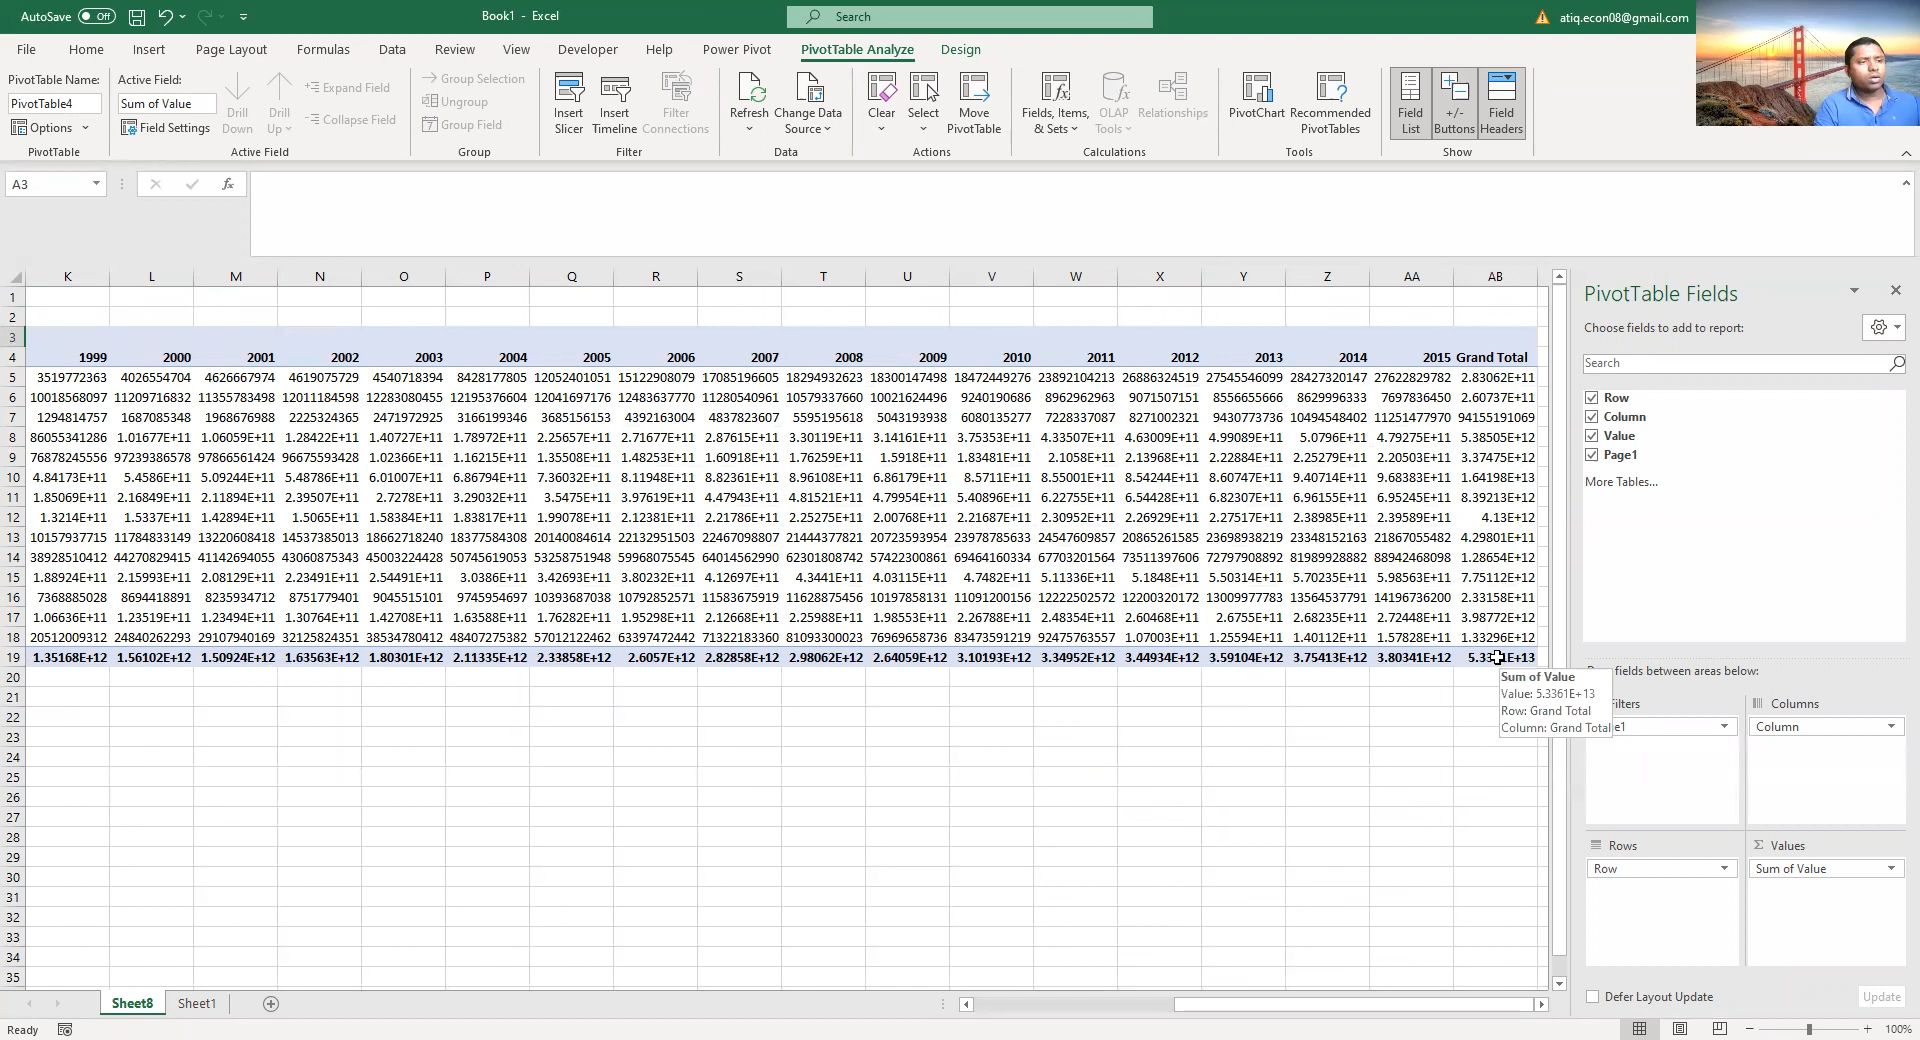 AutoSave Off Book1 - Excel Search atiq.econ08@gmail.com
File Home Insert Page Layout Formulas Data Review View Developer Help Power Pivot PivotTable Analyze Design
PivotTable Name:
PivotTable4
Options
PivotTable
Active Field:
Sum of Value
Field Settings
Drill Down
Drill Up
Expand Field
Collapse Field
Active Field
Group Selection
Ungroup
Group Field
Group
Insert Slicer
Insert Timeline
Filter Connections
Filter
Refresh
Change Data Source
Data
Clear
Select
Move PivotTable
Actions
Fields, Items, & Sets
OLAP Tools
Relationships
Calculations
PivotChart
Recommended PivotTables
Tools
Field List
+/- Buttons
Field Headers
Show
A3 fx
K L M N O P Q R S T U V W X Y Z AA AB
1
2
3
4 1999 2000 2001 2002 2003 2004 2005 2006 2007 2008 2009 2010 2011 2012 2013 2014 2015 Grand Total
5 3519772363 4026554704 4626667974 4619075729 4540718394 8428177805 12052401051 15122908079 17085196605 18294932623 18300147498 18472449276 23892104213 26886324519 27545546099 28427320147 27622829782 2.83062E+11
6 10018568097 11209716832 11355783498 12011184598 12283080455 12195376604 12041697176 12483637770 11280540961 10579337660 10021624496 9240190686 8962962963 9071507151 8556655666 8629996333 7697836450 2.60737E+11
7 1294814757 1687085348 1968676988 2225324365 2471972925 3166199346 3685156153 4392163004 4837823607 5595195618 5043193938 6080135277 7228337087 8271002321 9430773736 10494548402 11251477970 94155191069
8 86055341286 1.01677E+11 1.06059E+11 1.28422E+11 1.40727E+11 1.78972E+11 2.25657E+11 2.71677E+11 2.87615E+11 3.30119E+11 3.14161E+11 3.75353E+11 4.33507E+11 4.63009E+11 4.99089E+11 5.0796E+11 4.79275E+11 5.38505E+12
9 76878245556 97239386578 97866561424 96675593428 1.02366E+11 1.16215E+11 1.35508E+11 1.48253E+11 1.60918E+11 1.76259E+11 1.5918E+11 1.83481E+11 2.1058E+11 2.13968E+11 2.22884E+11 2.25279E+11 2.20503E+11 3.37475E+12
10 4.84173E+11 5.4586E+11 5.09244E+11 5.48786E+11 6.01007E+11 6.86794E+11 7.36032E+11 8.11948E+11 8.82361E+11 8.96108E+11 6.86179E+11 8.5711E+11 8.55001E+11 8.54244E+11 8.60747E+11 9.40714E+11 9.68383E+11 1.64198E+13
11 1.85069E+11 2.16849E+11 2.11894E+11 2.39507E+11 2.7278E+11 3.29032E+11 3.5475E+11 3.97619E+11 4.47943E+11 4.81521E+11 4.79954E+11 5.40896E+11 6.22755E+11 6.54428E+11 6.82307E+11 6.96155E+11 6.95245E+11 8.39213E+12
12 1.3214E+11 1.5337E+11 1.42894E+11 1.5065E+11 1.58384E+11 1.83817E+11 1.99078E+11 2.12381E+11 2.21786E+11 2.25275E+11 2.00768E+11 2.21687E+11 2.30952E+11 2.26929E+11 2.27517E+11 2.38985E+11 2.39589E+11 4.13E+12
13 10157937715 11784833149 13220608418 14537385013 18662718240 18377584308 20140084614 22132951503 22467098807 21444377821 20723593954 23978785633 24547609857 20865261585 23698938219 23348152163 21867055482 4.29801E+11
14 38928510412 44270829415 41142694055 43060875343 45003224428 50745619053 53258751948 59968075545 64014562990 62301808742 57422300861 69464160334 67703201564 73511397606 72797908892 81989928882 88942468098 1.28654E+12
15 1.88924E+11 2.15993E+11 2.08129E+11 2.23491E+11 2.54491E+11 3.0386E+11 3.42693E+11 3.80232E+11 4.12697E+11 4.3441E+11 4.03115E+11 4.7482E+11 5.11336E+11 5.1848E+11 5.50314E+11 5.70235E+11 5.98563E+11 7.75112E+12
16 7368885028 8694418891 8235934712 8751779401 9045515101 9745954697 10393687038 10792852571 11583675919 11628875456 10197858131 11091200156 12222502572 12200320172 13009977783 13564537791 14196736200 2.33158E+11
17 1.06636E+11 1.23519E+11 1.23494E+11 1.30764E+11 1.42708E+11 1.63588E+11 1.76282E+11 1.95298E+11 2.12668E+11 2.25988E+11 1.98553E+11 2.26788E+11 2.48354E+11 2.60468E+11 2.6755E+11 2.68235E+11 2.72448E+11 3.98772E+12
18 20512009312 24840262293 29107940169 32125824351 38534780412 48407275382 57012122462 63397472442 71322183360 81093300023 76969658736 83473591219 92475763557 1.07003E+11 1.25594E+11 1.40112E+11 1.57828E+11 1.33296E+12
19 1.35168E+12 1.56102E+12 1.50924E+12 1.63563E+12 1.80301E+12 2.11335E+12 2.33858E+12 2.6057E+12 2.82858E+12 2.98062E+12 2.64059E+12 3.10193E+12 3.34952E+12 3.44934E+12 3.59104E+12 3.75413E+12 3.80341E+12
20
21
22
23
24
25
26
27
28
29
30
31
32
33
34
35
Sum of Value
Value: 5.3361E+13
Row: Grand Total
Column: Grand Total
PivotTable Fields
Choose fields to add to report:
Search
Row
Column
Value
Page1
More Tables...
fields between areas below:
Columns
Column
Rows
Row
Values
Sum of Value
Defer Layout Update Update
Sheet8 Sheet1
Ready 100%